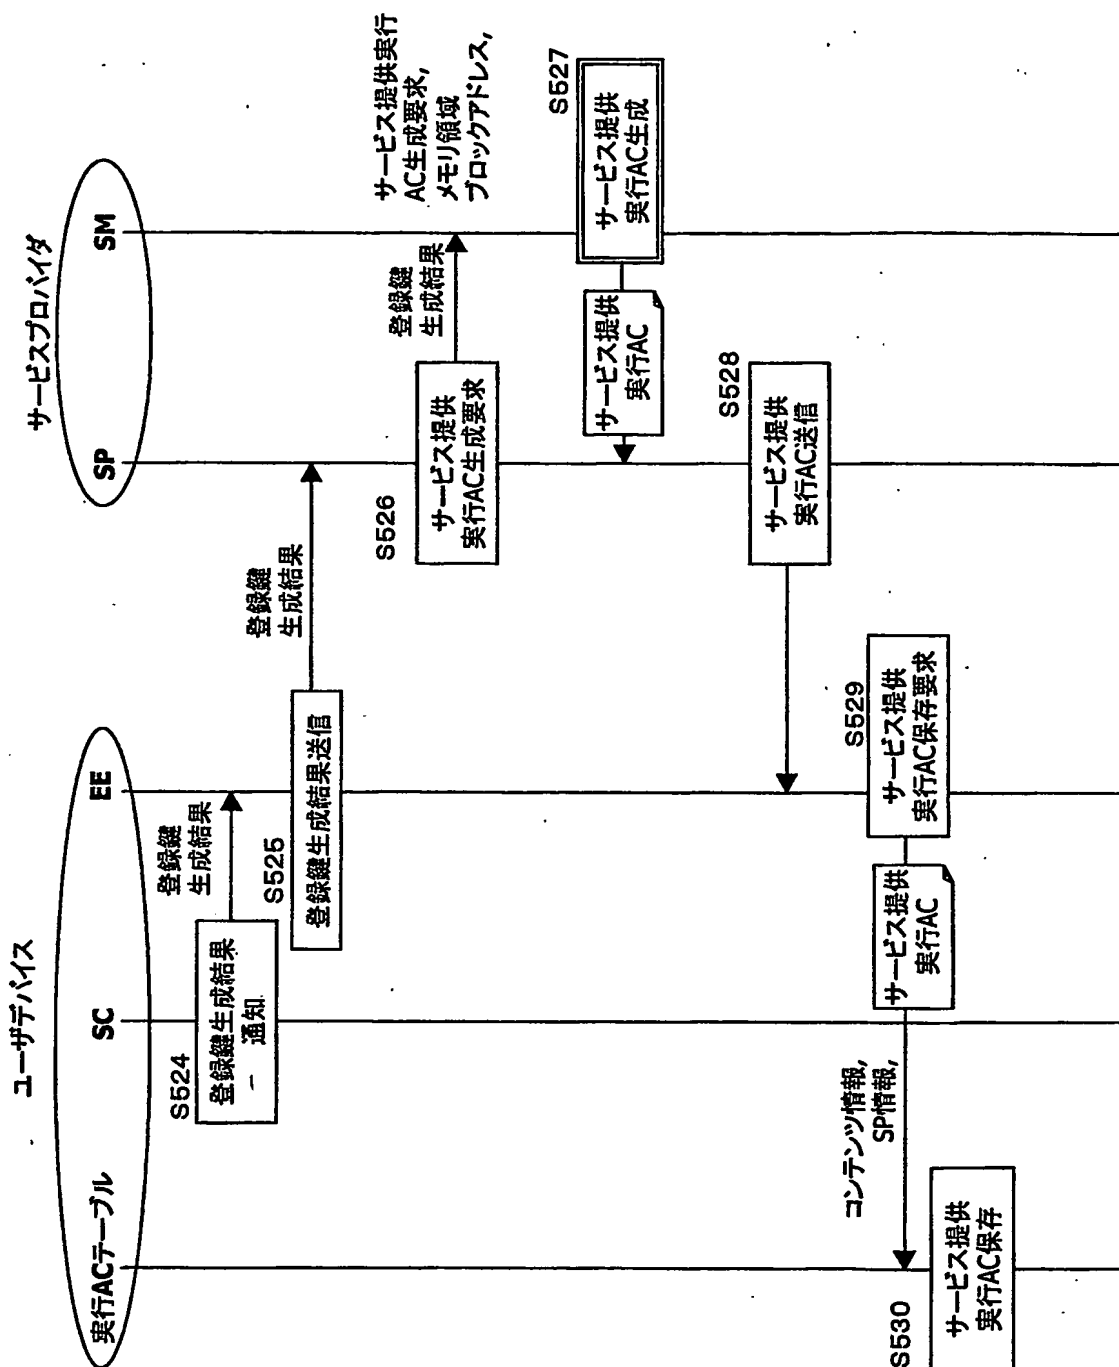 ユーザデバイス
サービスプロバイダ
実行ACテーブル
SC
EE
SP
SM
S524
登録鍵生成結果
通知
登録鍵
生成結果
S525
登録鍵生成結果送信
登録鍵
生成結果
S526
サービス提供
実行AC生成要求
登録鍵
生成結果
サービス提供実行
AC生成要求,
メモリ領域
ブロックアドレス,
S527
サービス提供
実行AC生成
サービス提供
実行AC
S528
サービス提供
実行AC送信
S529
サービス提供
実行AC保存要求
サービス提供
実行AC
コンテンツ情報,
SP情報,
S530
サービス提供
実行AC保存